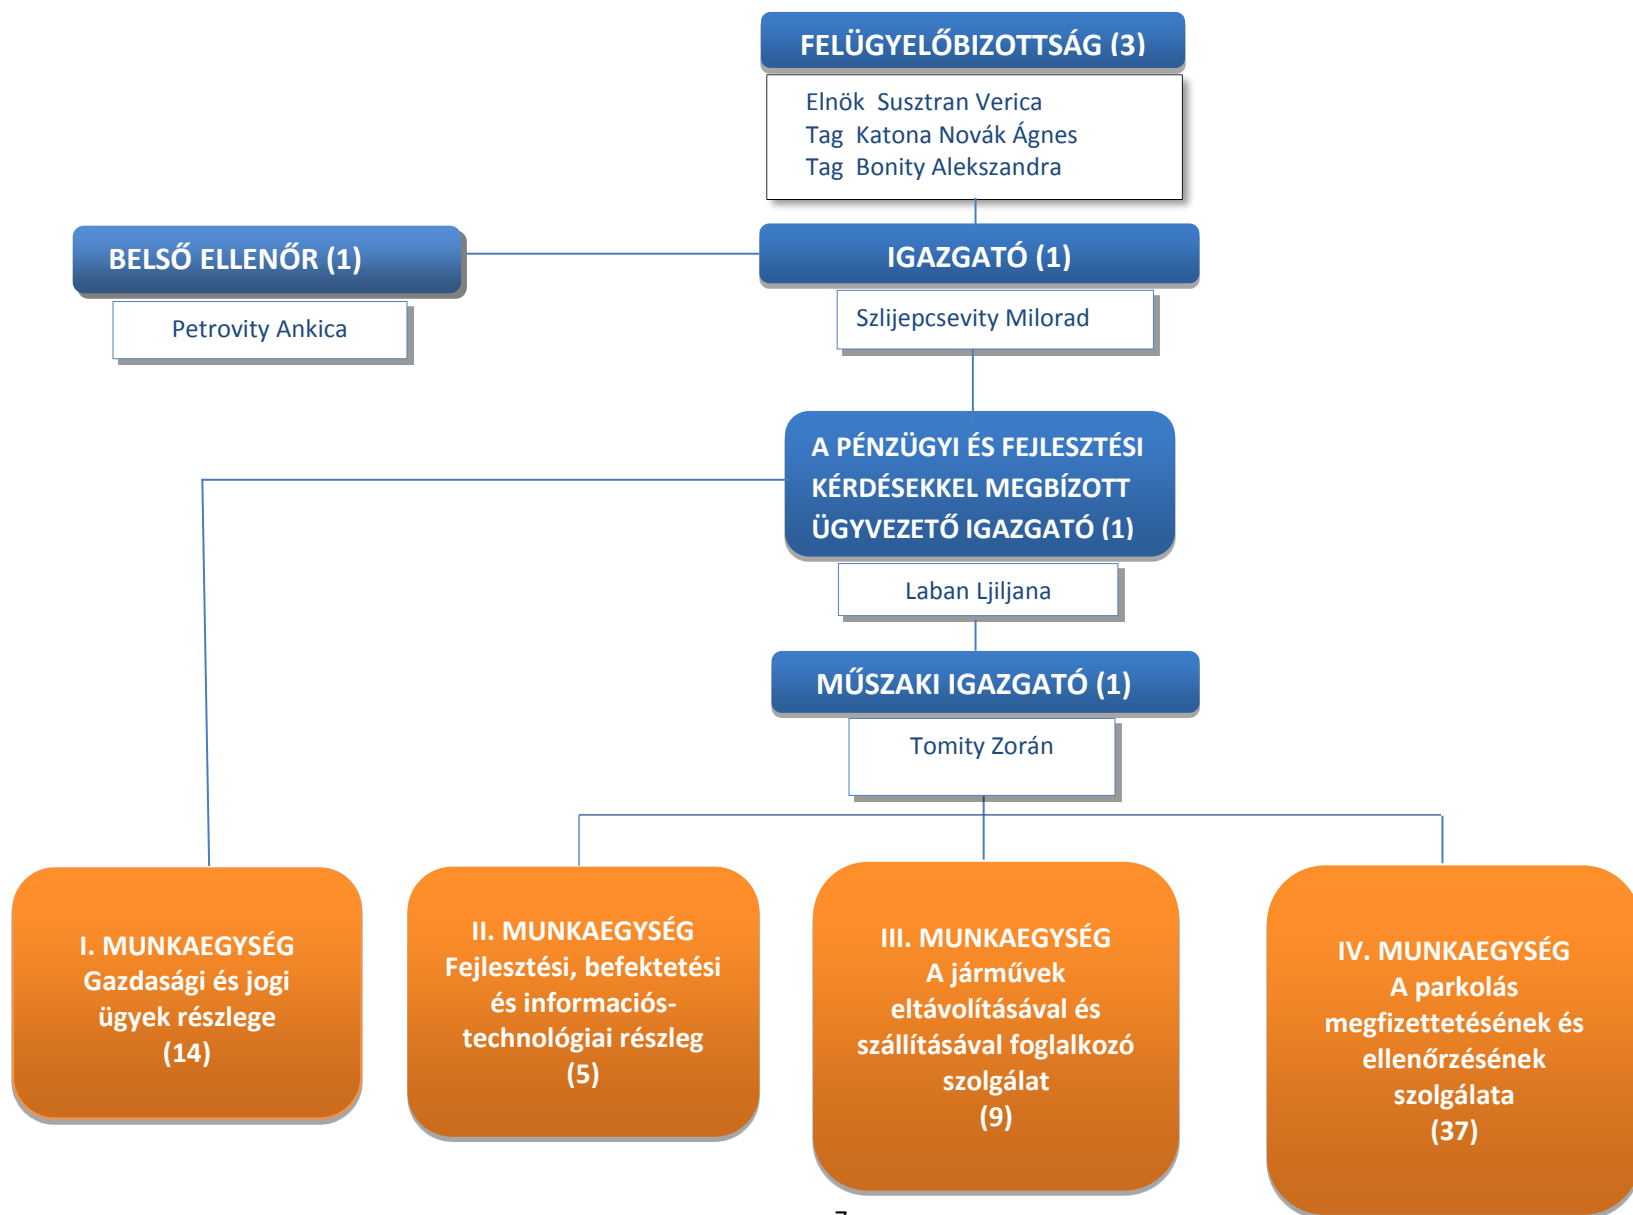 FELÜGYELŐBIZOTTSÁG (3)
Elnök  Susztran Verica
Tag  Katona Novák Ágnes
Tag  Bonity Alekszandra
BELSŐ ELLENŐR (1)
Petrovity Ankica
IGAZGATÓ (1)
Szlijepcsevity Milorad
A PÉNZÜGYI ÉS FEJLESZTÉSI
KÉRDÉSEKKEL MEGBÍZOTT
ÜGYVEZETŐ IGAZGATÓ (1)
Laban Ljiljana
MŰSZAKI IGAZGATÓ (1)
Tomity Zorán
I. MUNKAEGYSÉG
Gazdasági és jogi
ügyek részlege
(14)
II. MUNKAEGYSÉG
Fejlesztési, befektetési
és információs-
technológiai részleg
(5)
III. MUNKAEGYSÉG
A járművek
eltávolításával és
szállításával foglalkozó
szolgálat
(9)
IV. MUNKAEGYSÉG
A parkolás
megfizettetésének és
ellenőrzésének
szolgálata
(37)
7